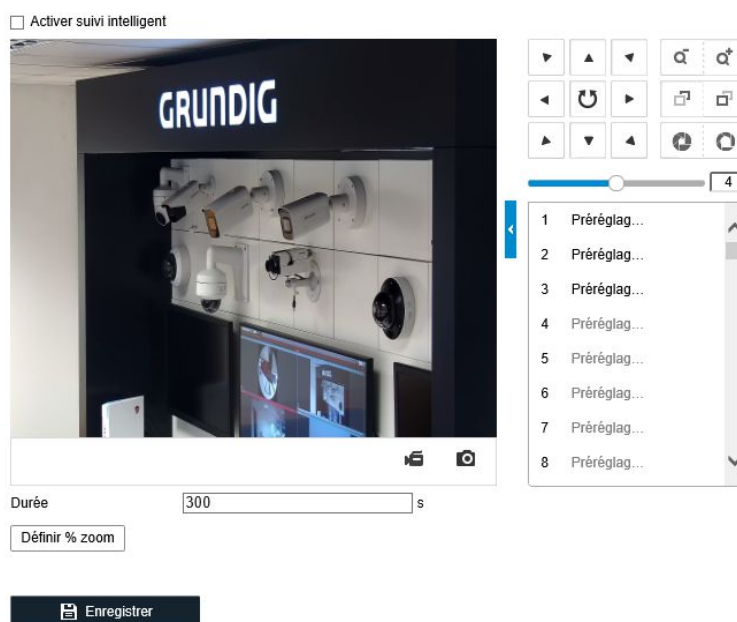 Activer suivi intelligent
GRUNDIG
4
1 Préréglag...
2 Préréglag...
3 Préréglag...
4 Préréglag...
5 Préréglag...
6 Préréglag...
7 Préréglag...
8 Préréglag...
Durée 300 s
Définir % zoom
Enregistrer